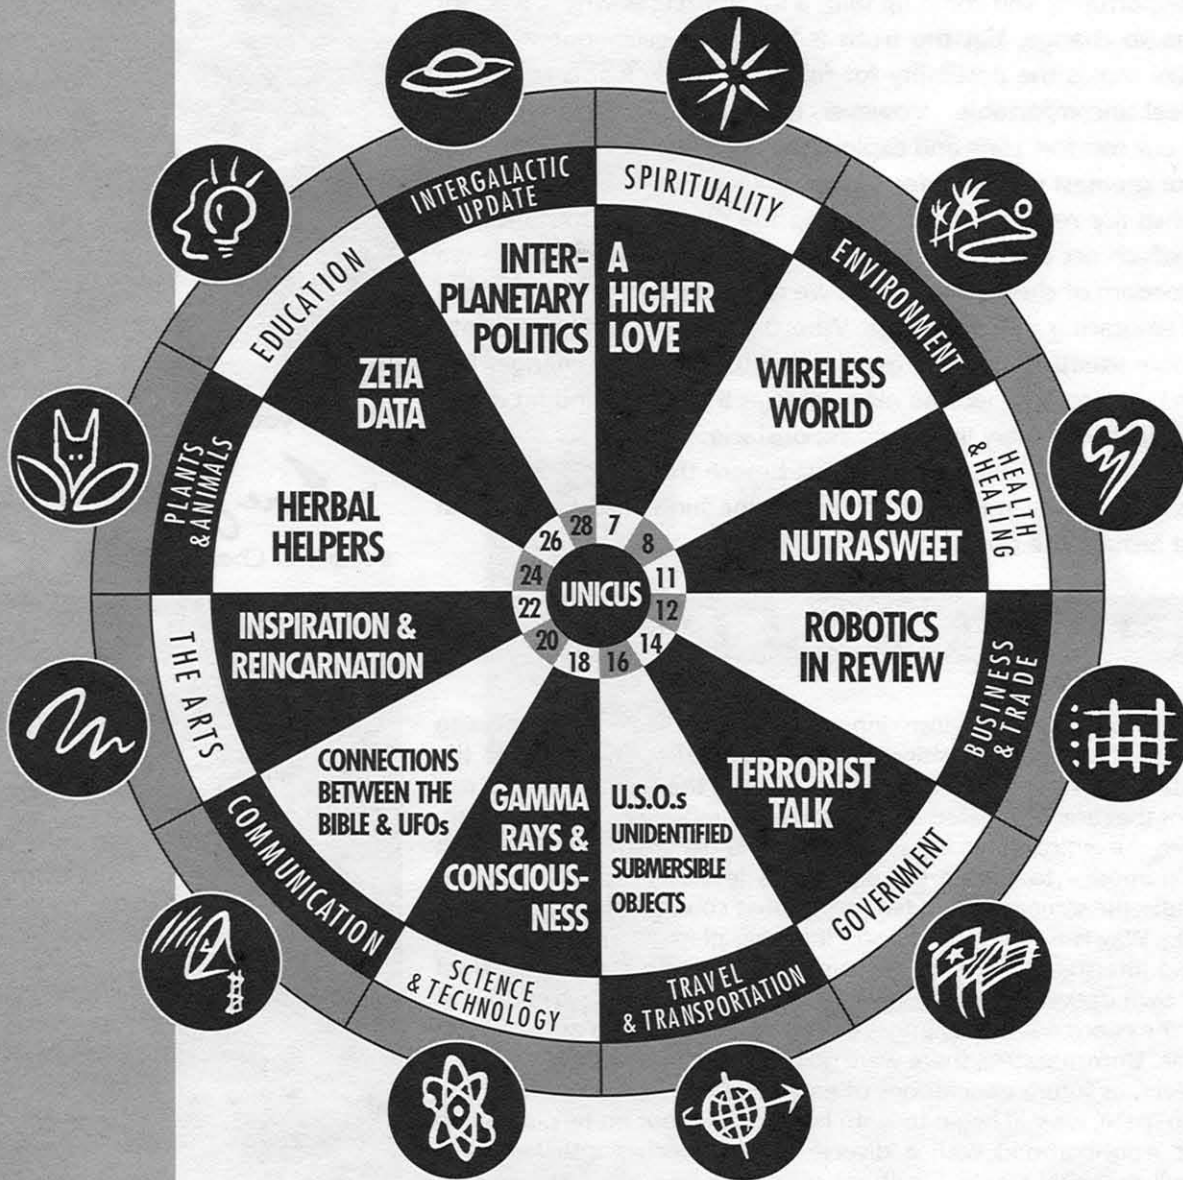 INTERGALACTIC
UPDATE
INTER-
PLANETARY
POLITICS
28
SPIRITUALITY
A
HIGHER
LOVE
7
ENVIRONMENT
WIRELESS
WORLD
8
HEALTH
& HEALING
NOT SO
NUTRASWEET
11
BUSINESS
& TRADE
ROBOTICS
IN REVIEW
12
GOVERNMENT
TERRORIST
TALK
14
TRAVEL
& TRANSPORTATION
U.S.O.s
UNIDENTIFIED
SUBMERSIBLE
OBJECTS
16
SCIENCE
& TECHNOLOGY
GAMMA
RAYS &
CONSCIOUS-
NESS
18
COMMUNICATION
CONNECTIONS
BETWEEN THE
BIBLE & UFOs
20
THE ARTS
INSPIRATION &
REINCARNATION
22
PLANTS
& ANIMALS
HERBAL
HELPERS
24
EDUCATION
ZETA
DATA
26
UNICUS